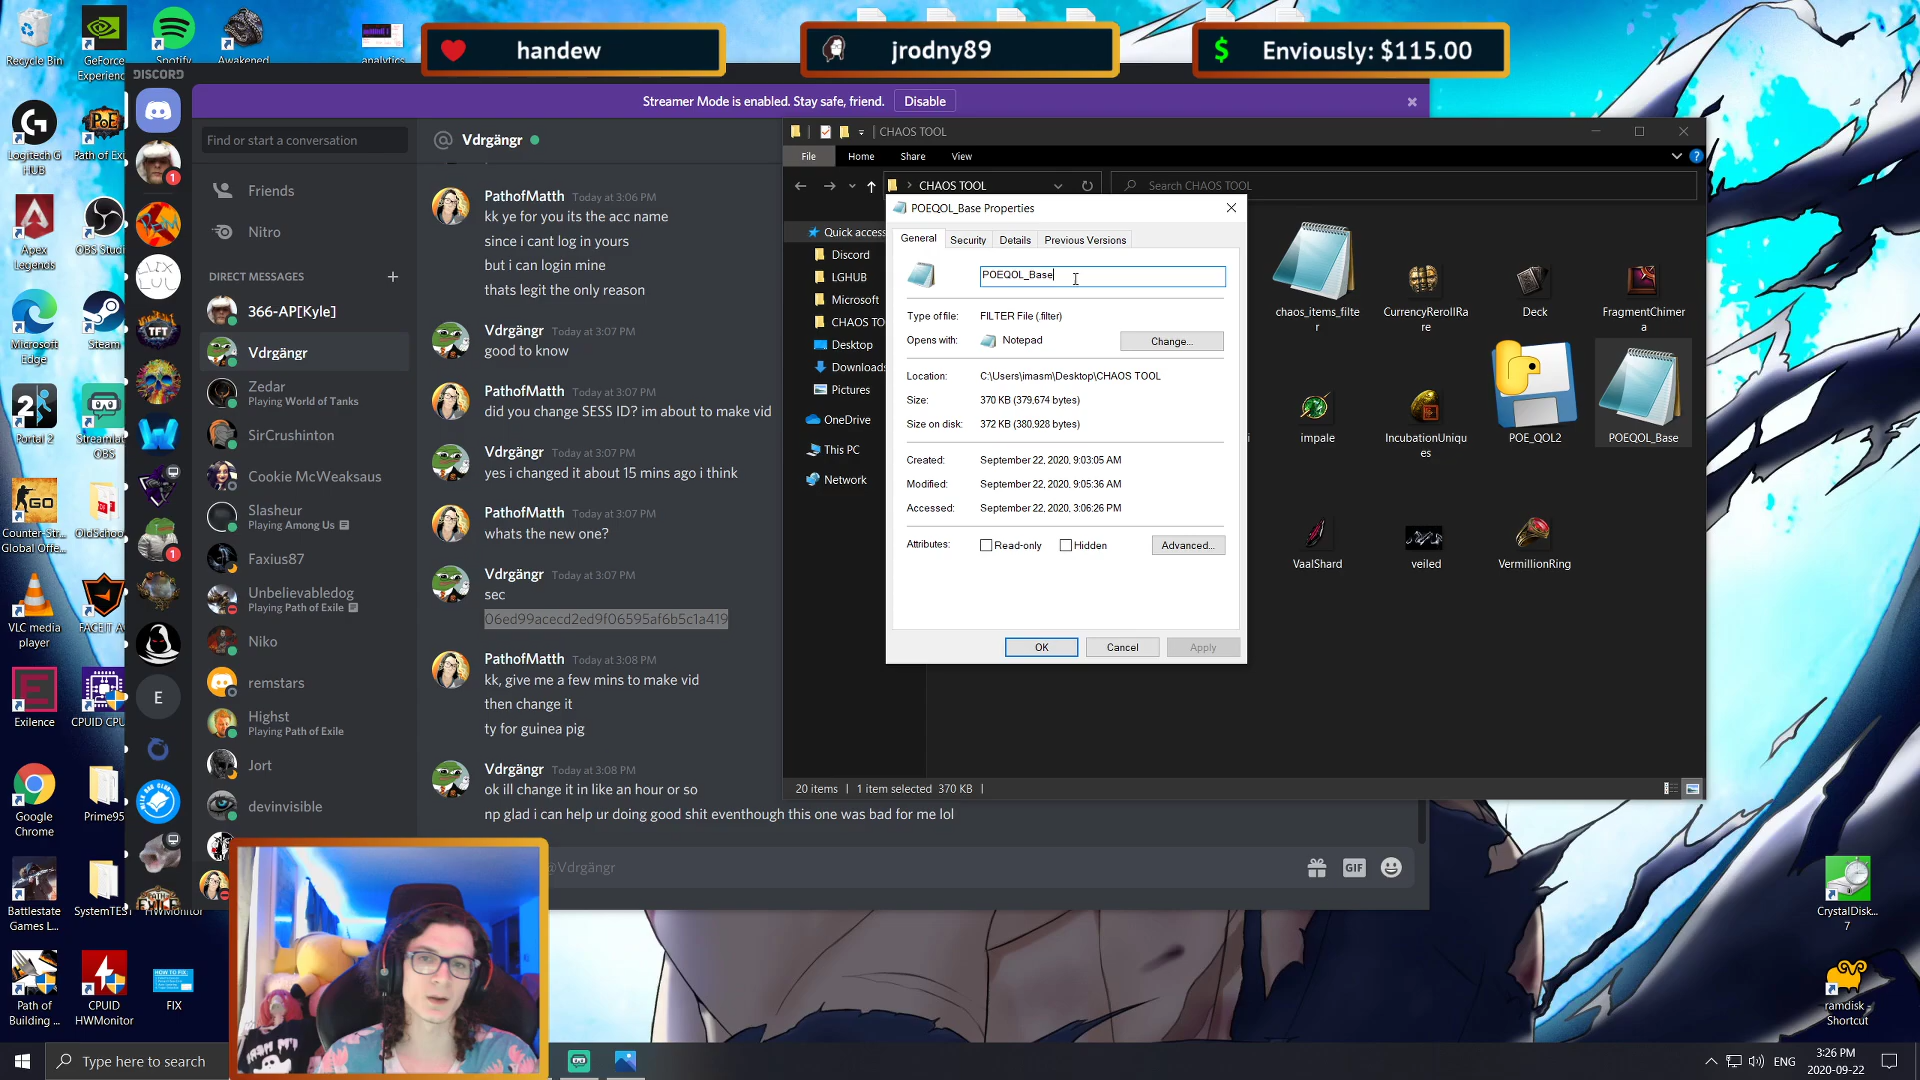 handew
jrodny89
Enviously: $115.00
Recycle Bin
GeForce
Experienc
Spotify
Awakened
analytics
DISCORD
Streamer Mode is enabled. Stay safe, friend.
Disable
Find or start a conversation
Friends
Nitro
DIRECT MESSAGES
366-AP[Kyle]
Vdrgängr
Zedar
Playing World of Tanks
SirCrushinton
Cookie McWeaksaus
Slasheur
Playing Among Us
Faxius87
Unbelievabledog
Playing Path of Exile
Niko
remstars
Highst
Playing Path of Exile
Jort
devinvisible
Vdrgängr
PathofMatth Today at 3:06 PM
kk ye for you its the acc name
since i cant log in yours
but i can login mine
thats legit the only reason
Vdrgängr Today at 3:07 PM
good to know
PathofMatth Today at 3:07 PM
did you change SESS ID? im about to make vid
Vdrgängr Today at 3:07 PM
yes i changed it about 15 mins ago i think
PathofMatth Today at 3:07 PM
whats the new one?
Vdrgängr Today at 3:07 PM
sec
06ed99acecd2ed9f06595af6b5c1a419
PathofMatth Today at 3:08 PM
kk, give me a few mins to make vid
then change it
ty for guinea pig
Vdrgängr Today at 3:08 PM
ok ill change it in like an hour or so
np glad i can help ur doing good shit eventhough this one was bad for me lol
@Vdrgängr
GIF
CHAOS TOOL
File
Home
Share
View
CHAOS TOOL
Search CHAOS TOOL
Quick access
Discord
LGHUB
Microsoft
CHAOS TO
Desktop
Downloads
Pictures
OneDrive
This PC
Network
POEQOL_Base Properties
General
Security
Details
Previous Versions
POEQOL_Base
Type of file: FILTER File (.filter)
Opens with: Notepad
Change...
Location: C:\Users\imasm\Desktop\CHAOS TOOL
Size: 370 KB (379,674 bytes)
Size on disk: 372 KB (380,928 bytes)
Created: September 22, 2020, 9:03:05 AM
Modified: September 22, 2020, 9:05:36 AM
Accessed: September 22, 2020, 3:06:26 PM
Attributes: Read-only Hidden
Advanced...
OK
Cancel
Apply
chaos_items_filte
r
CurrencyRerollRa
re
Deck
FragmentChimer
a
impale
IncubationUniqu
es
POE_QOL2
POEQOL_Base
VaalShard
veiled
VermillionRing
20 items
1 item selected 370 KB
Logitech G
HUB
Path of Exi
Apex
Legends
OBS Studi
Microsoft
Edge
Steam
TFT
Portal 2
Streamlab
OBS
Counter-Str...
Global Offe...
OldSchoo
VLC media
player
FACEIT A
Exilence
CPUID CPU
E
Google
Chrome
Prime95
Battlestate
Games L...
SystemTEST
HWMonitor
Path of
Building ...
CPUID
HWMonitor
HOW TO FIX:
FIX
CrystalDisk...
7
ramdisk -
Shortcut
Type here to search
ENG
3:26 PM
2020-09-22